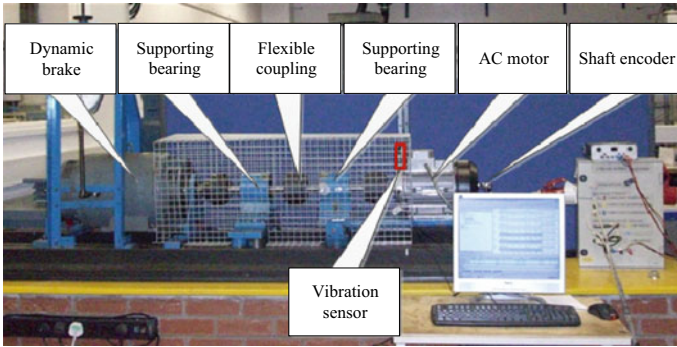 Dynamic
brake
Supporting
bearing
Flexible
coupling
Supporting
bearing
AC motor
Shaft encoder
Vibration
sensor